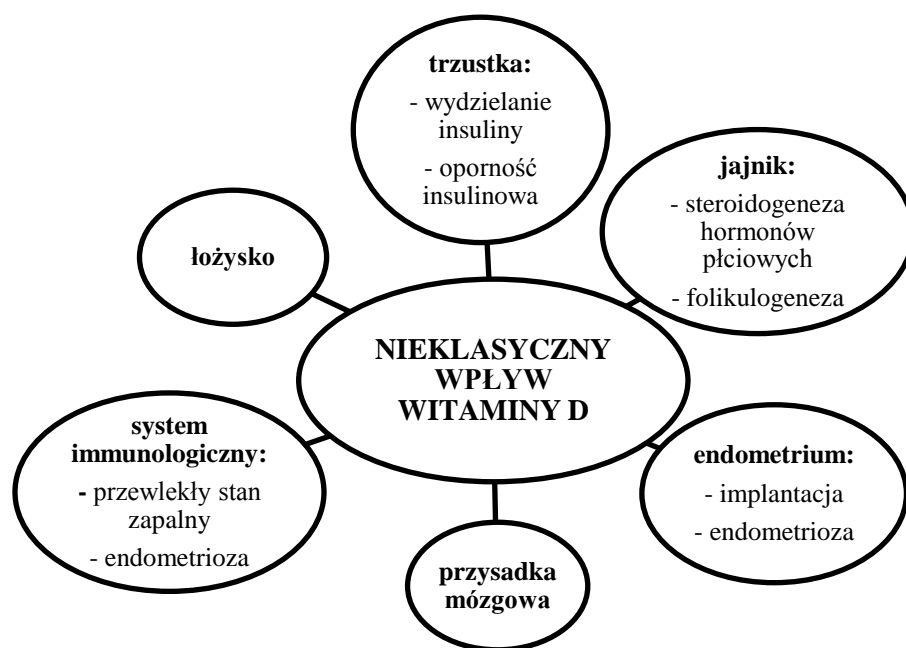 trzustka:
- wydzielanie
insuliny
- oporność
insulinowa
jajnik:
- steroidogeneza
hormonów
płciowych
- folikulogeneza
łożysko
NIEKLASYCZNY
WPŁYW
WITAMINY D
system
immunologiczny:
- przewlekły stan
zapalny
- endometrioza
endometrium:
- implantacja
- endometrioza
przysadka
mózgowa